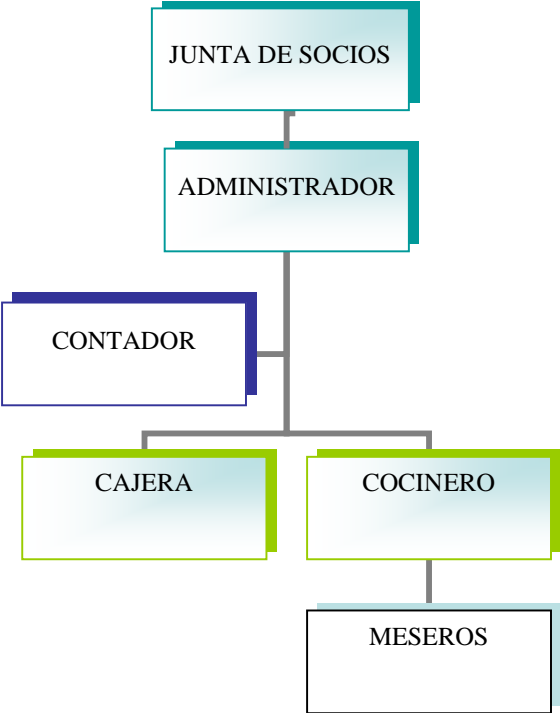 JUNTA DE SOCIOS
ADMINISTRADOR
CONTADOR
CAJERA
COCINERO
MESEROS